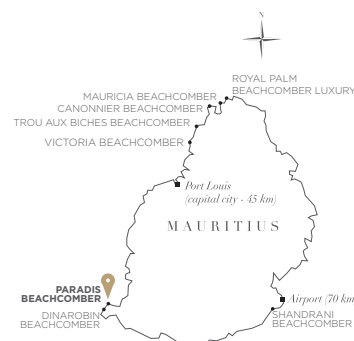 N
ROYAL PALM
BEACHCOMBER LUXURY
MAURICIA BEACHCOMBER
CANONNIER BEACHCOMBER
TROU AUX BICHES BEACHCOMBER
VICTORIA BEACHCOMBER
Port Louis
(capital city - 45 km)
MAURITIUS
PARADIS
BEACHCOMBER
DINAROBIN
BEACHCOMBER
Airport (70 km
SHANDRANI
BEACHCOMBER